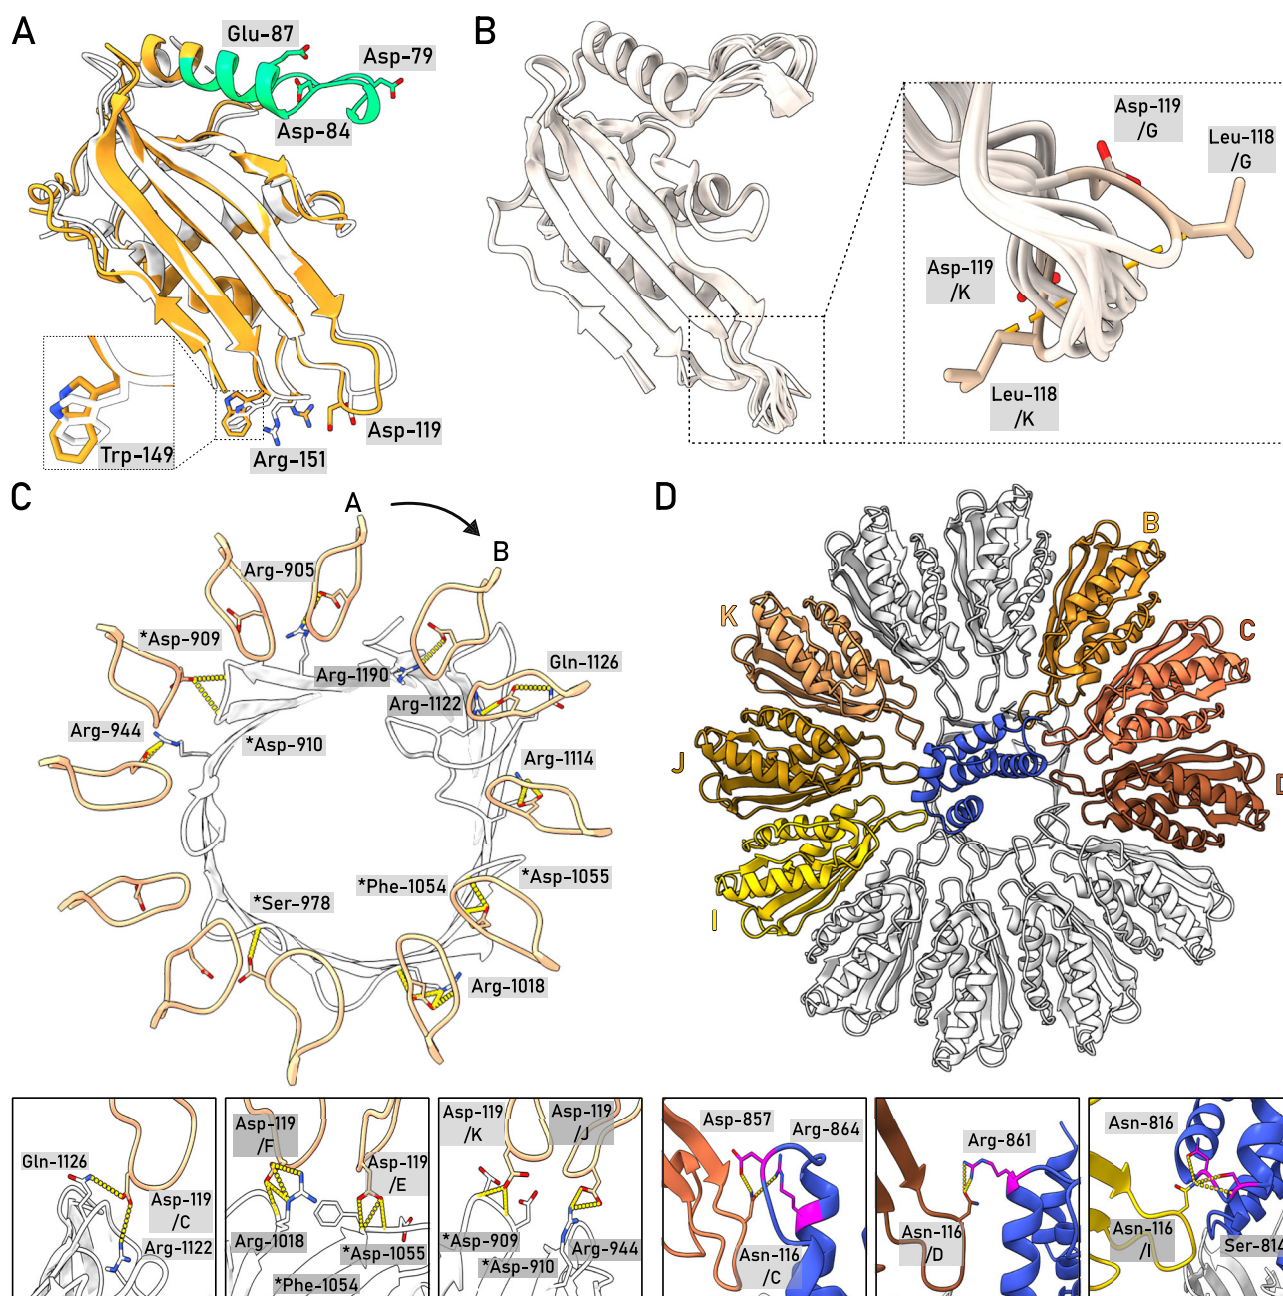 A
Glu-87
Asp-79
Asp-84
Trp-149
Arg-151
Asp-119
B
Asp-119
/G
Leu-118
/G
Asp-119
/K
Leu-118
/K
C
A
B
Arg-905
*Asp-909
Arg-1190
Gln-1126
Arg-1122
Arg-944
*Asp-910
Arg-1114
*Phe-1054
*Asp-1055
*Ser-978
Arg-1018
D
B
K
C
J
D
I
Gln-1126
Asp-119
/C
Arg-1122
Asp-119
/F
Asp-119
/E
Arg-1018
*Asp-1055
*Phe-1054
Asp-119
/K
Asp-119
/J
*Asp-909
*Asp-910
Arg-944
Asp-857
Arg-864
Asn-116
/C
Arg-861
Asn-116
/D
Asn-816
Asn-116
/I
Ser-814